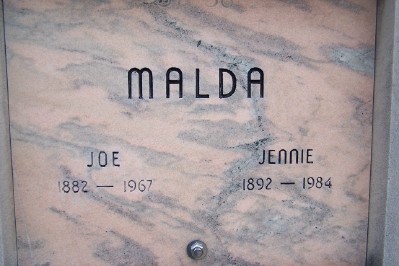 MALDA
JOE JENNIE
1882 — 1967 1892 — 1984